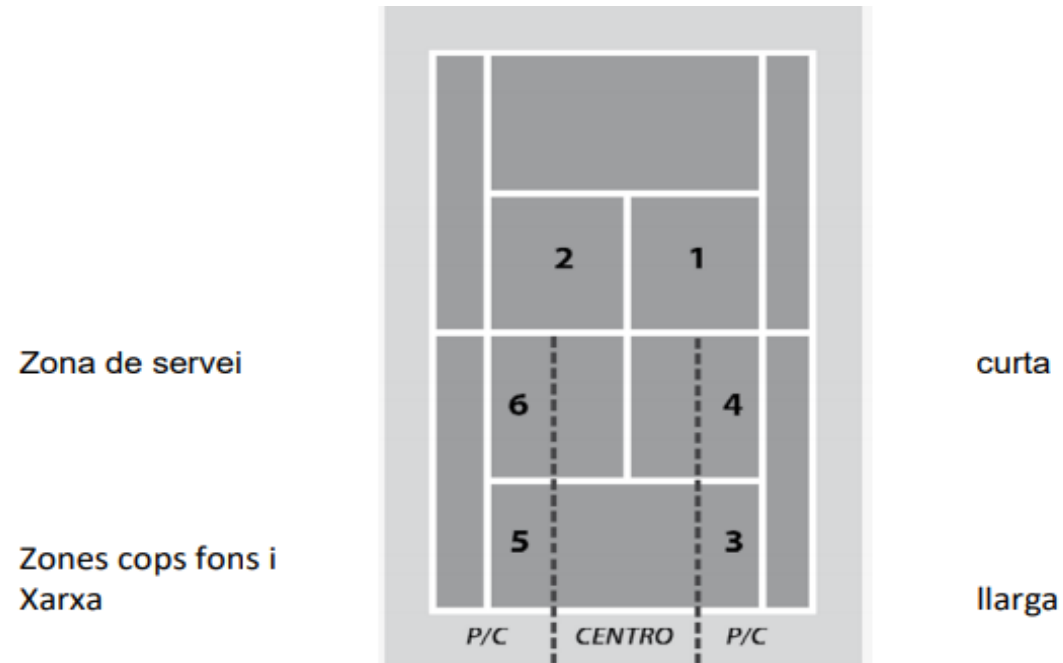 2 1
Zona de servei
curta
6 4
5 3
Zones cops fons i
Xarxa
llarga
P/C CENTRO P/C